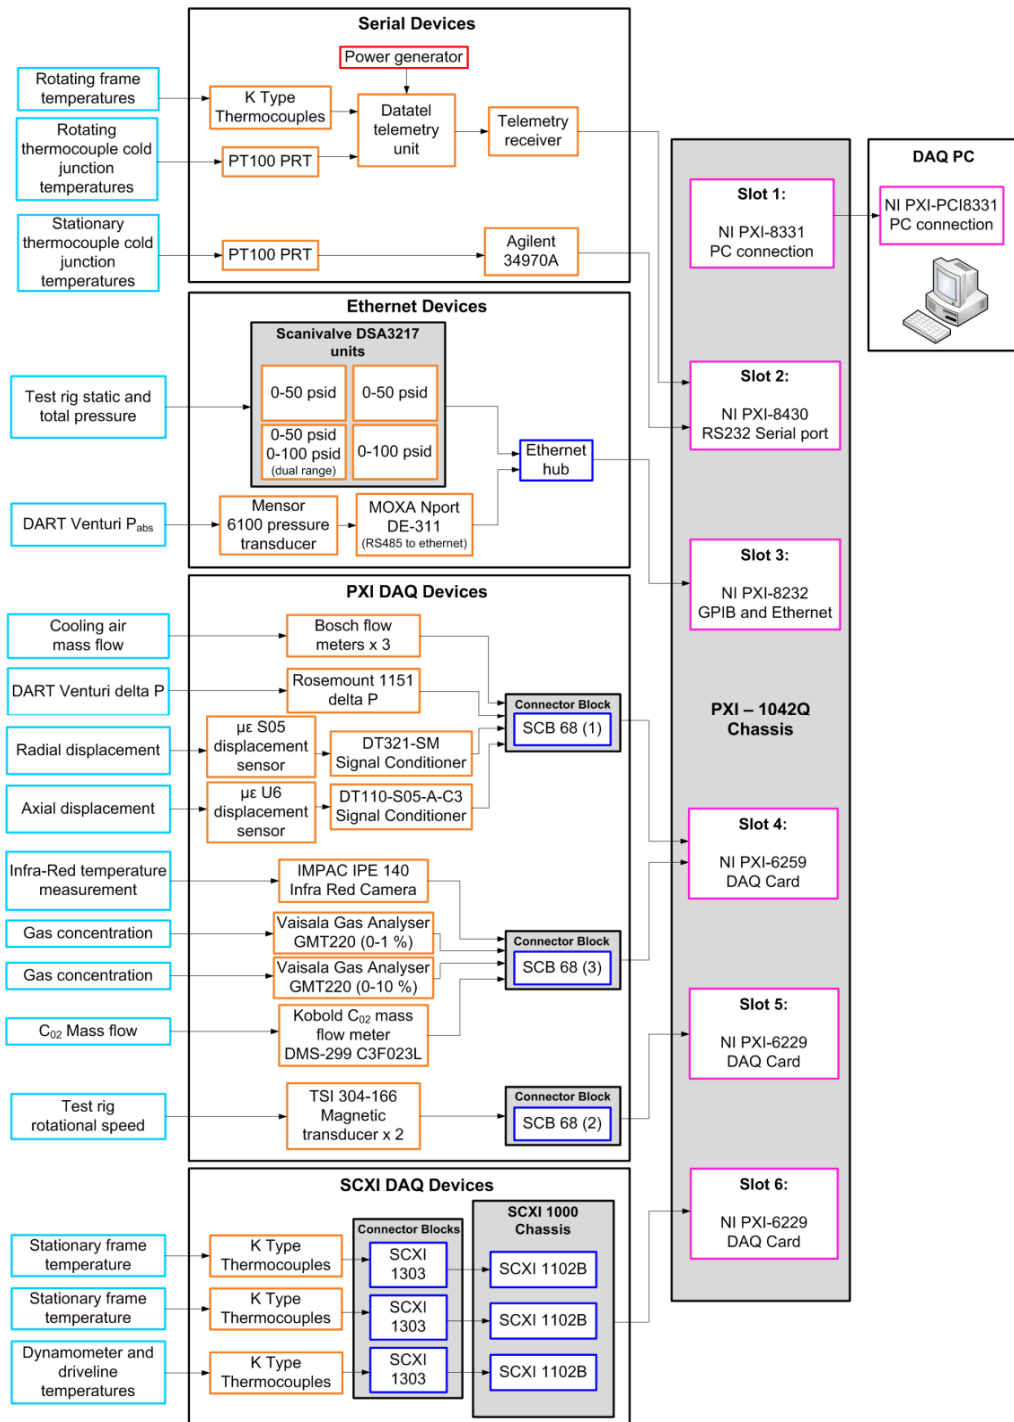 Serial Devices
Power generator
Rotating frame
temperatures
K Type
Thermocouples
Datatel
telemetry
unit
Telemetry
receiver
Rotating
thermocouple cold
junction
temperatures
PT100 PRT
Stationary
thermocouple cold
junction
temperatures
PT100 PRT
Agilent
34970A
Ethernet Devices
Scanivalve DSA3217
units
0-50 psid
0-50 psid
0-50 psid
0-100 psid
(dual range)
0-100 psid
Test rig static and
total pressure
Ethernet
hub
DART Venturi Pabs
Mensor
6100 pressure
transducer
MOXA Nport
DE-311
(RS485 to ethernet)
PXI DAQ Devices
Cooling air
mass flow
Bosch flow
meters x 3
DART Venturi delta P
Rosemount 1151
delta P
Connector Block
SCB 68 (1)
Radial displacement
µε S05
displacement
sensor
DT321-SM
Signal Conditioner
Axial displacement
µε U6
displacement
sensor
DT110-S05-A-C3
Signal Conditioner
Infra-Red temperature
measurement
IMPAC IPE 140
Infra Red Camera
Gas concentration
Vaisala Gas Analyser
GMT220 (0-1 %)
Connector Block
SCB 68 (3)
Gas concentration
Vaisala Gas Analyser
GMT220 (0-10 %)
C02 Mass flow
Kobold C02 mass
flow meter
DMS-299 C3F023L
Test rig
rotational speed
TSI 304-166
Magnetic
transducer x 2
Connector Block
SCB 68 (2)
SCXI DAQ Devices
Connector Blocks
SCXI 1000
Chassis
Stationary frame
temperature
K Type
Thermocouples
SCXI
1303
SCXI 1102B
Stationary frame
temperature
K Type
Thermocouples
SCXI
1303
SCXI 1102B
Dynamometer and
driveline
temperatures
K Type
Thermocouples
SCXI
1303
SCXI 1102B
Slot 1:
NI PXI-8331
PC connection
Slot 2:
NI PXI-8430
RS232 Serial port
Slot 3:
NI PXI-8232
GPIB and Ethernet
PXI – 1042Q
Chassis
Slot 4:
NI PXI-6259
DAQ Card
Slot 5:
NI PXI-6229
DAQ Card
Slot 6:
NI PXI-6229
DAQ Card
DAQ PC
NI PXI-PCI8331
PC connection